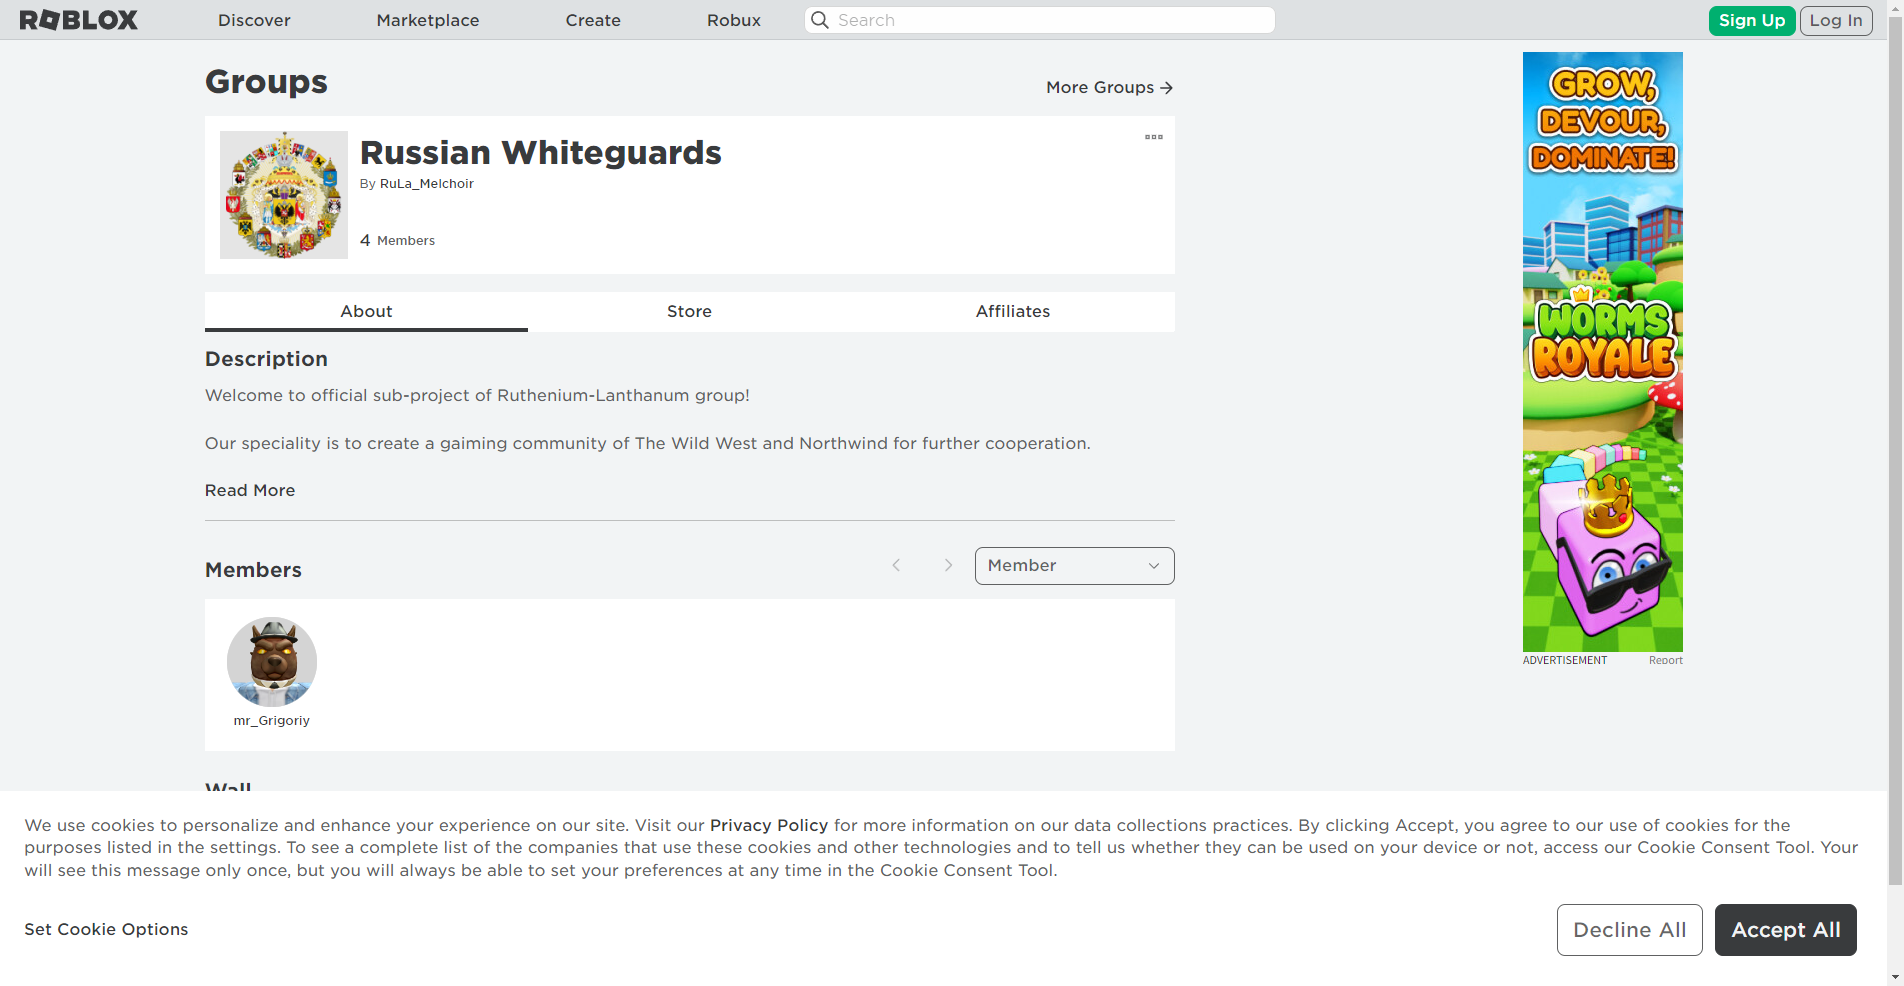 ROBLOX
Discover
Marketplace
Create
Robux
Search
Sign Up
Log In
Groups
More Groups
Russian Whiteguards
By RuLa_Melchoir
4 Members
About
Store
Affiliates
Description
Welcome to official sub-project of Ruthenium-Lanthanum group!
Our speciality is to create a gaiming community of The Wild West and Northwind for further cooperation.
Read More
Members
Member
mr_Grigoriy
Wall
GROW,
DEVOUR,
DOMINATE!
WORMS
ROYALE
ADVERTISEMENT
Report
We use cookies to personalize and enhance your experience on our site. Visit our Privacy Policy for more information on our data collections practices. By clicking Accept, you agree to our use of cookies for the
purposes listed in the settings. To see a complete list of the companies that use these cookies and other technologies and to tell us whether they can be used on your device or not, access our Cookie Consent Tool. Your
will see this message only once, but you will always be able to set your preferences at any time in the Cookie Consent Tool.
Set Cookie Options
Decline All
Accept All